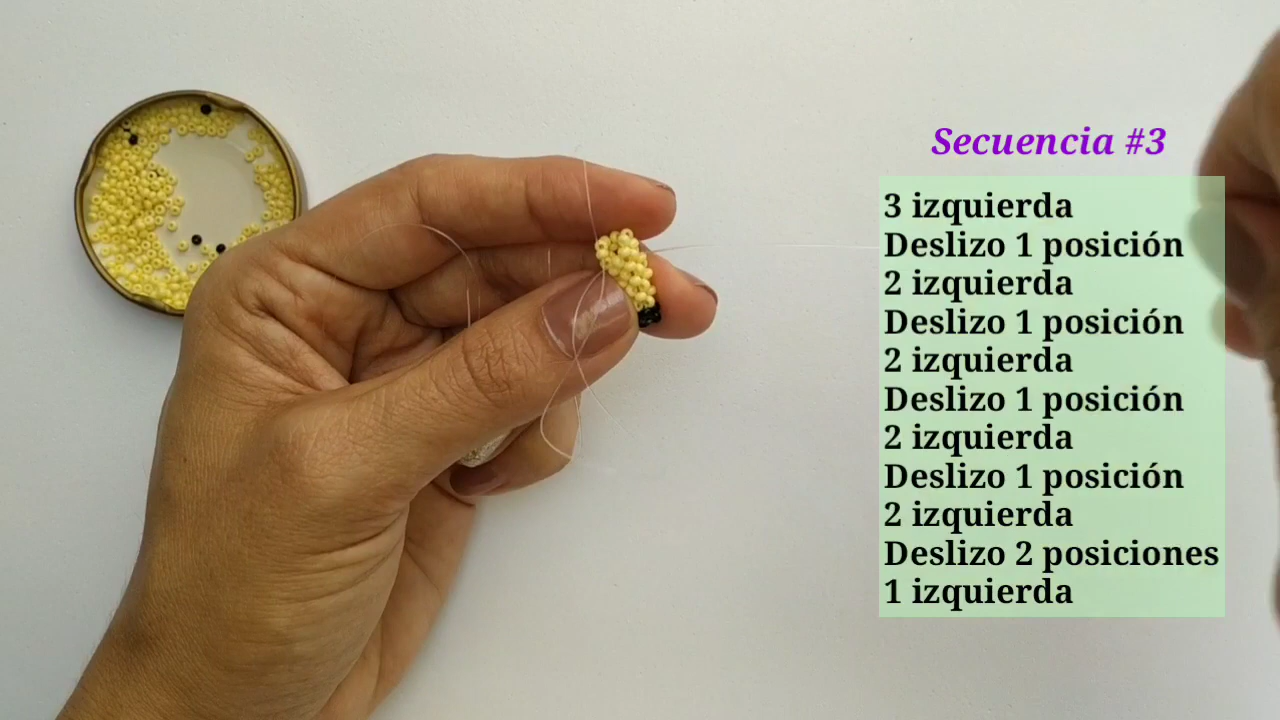 Secuencia #3
3 izquierda
Deslizo 1 posición
2 izquierda
Deslizo 1 posición
2 izquierda
Deslizo 1 posición
2 izquierda
Deslizo 1 posición
2 izquierda
Deslizo 2 posiciones
1 izquierda